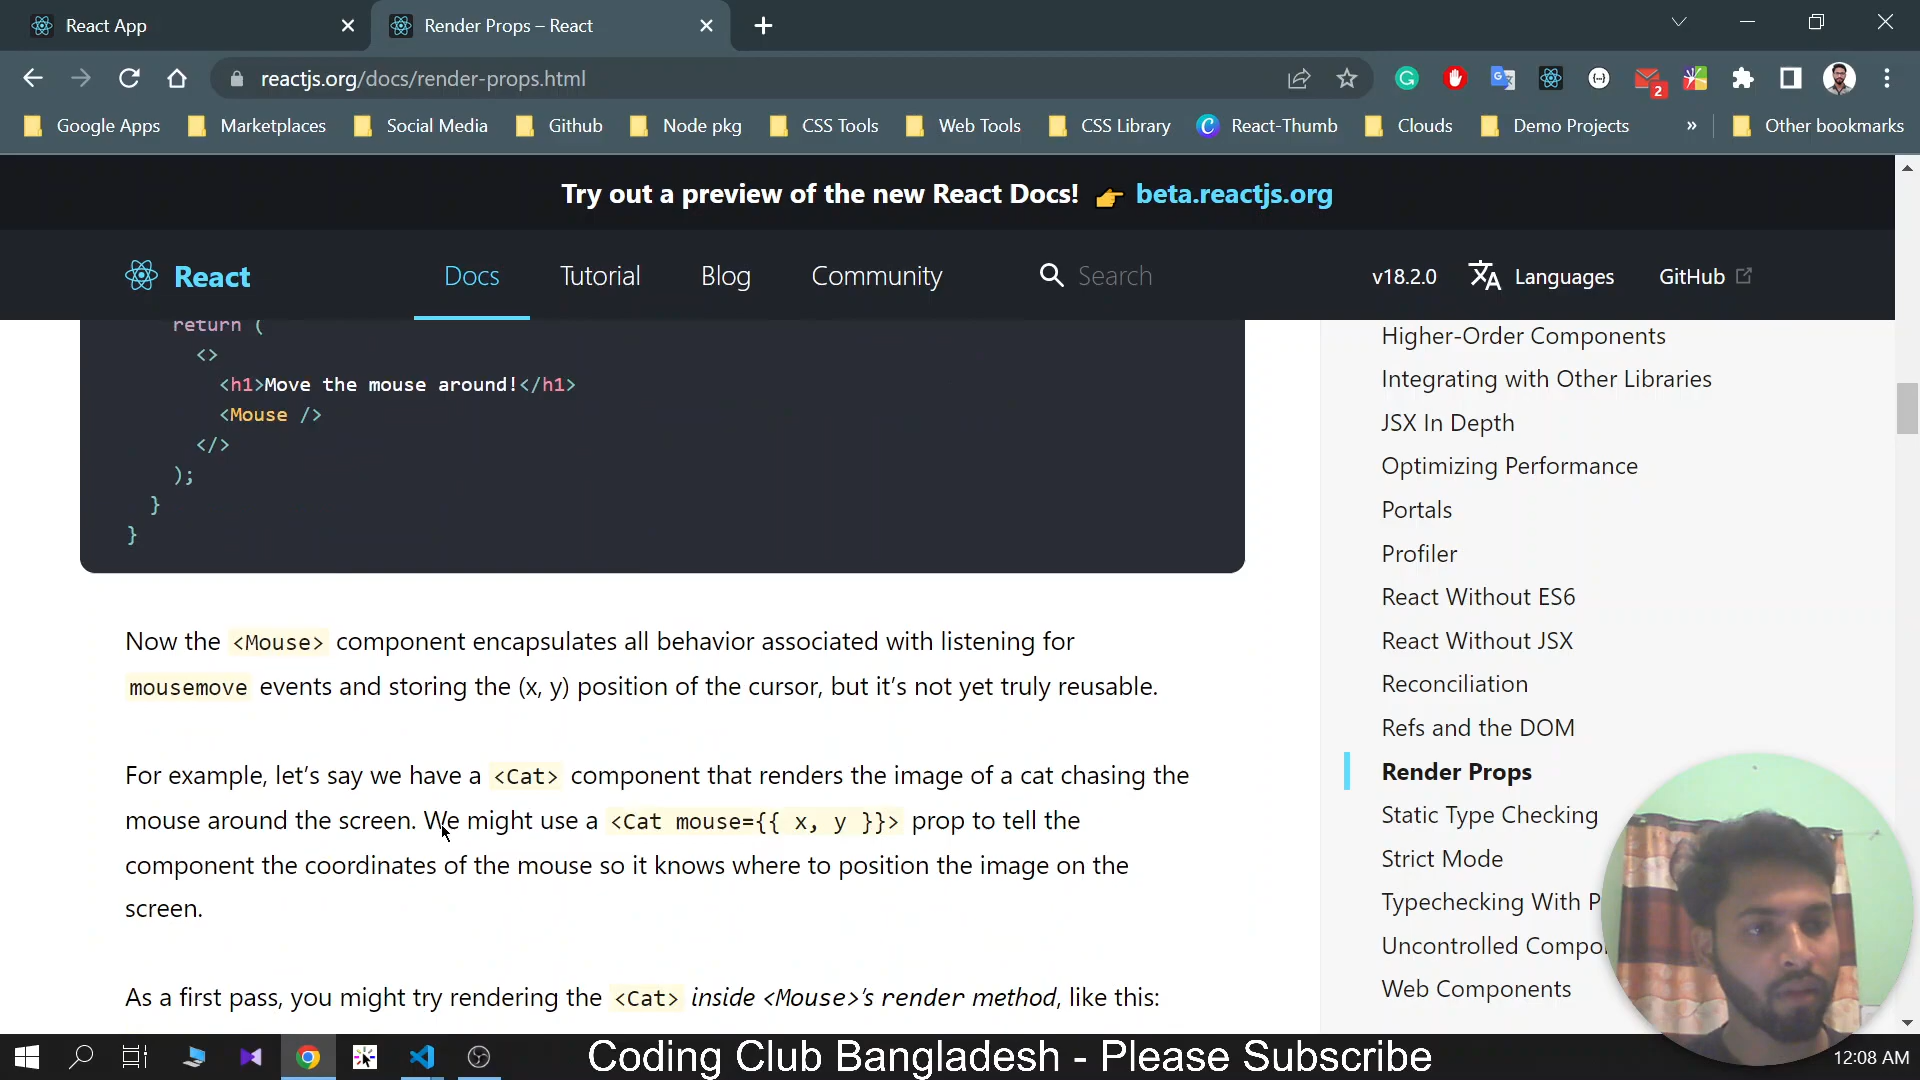 React App
Render Props – React
reactjs.org/docs/render-props.html
2
Google Apps
Marketplaces
Social Media
Github
Node pkg
CSS Tools
Web Tools
CSS Library
React-Thumb
Clouds
Demo Projects
»
Other bookmarks
Try out a preview of the new React Docs! 👉 beta.reactjs.org
React
Docs
Tutorial
Blog
Community
Search
v18.2.0
Languages
GitHub
return (
<>
<h1>Move the mouse around!</h1>
<Mouse />
</>
);
}
}
Now the <Mouse> component encapsulates all behavior associated with listening for
mousemove events and storing the (x, y) position of the cursor, but it’s not yet truly reusable.
For example, let’s say we have a <Cat> component that renders the image of a cat chasing the
mouse around the screen. We might use a <Cat mouse={{ x, y }}> prop to tell the
component the coordinates of the mouse so it knows where to position the image on the
screen.
As a first pass, you might try rendering the <Cat> inside <Mouse>’s render method, like this:
Higher-Order Components
Integrating with Other Libraries
JSX In Depth
Optimizing Performance
Portals
Profiler
React Without ES6
React Without JSX
Reconciliation
Refs and the DOM
Render Props
Static Type Checking
Strict Mode
Typechecking With P
Uncontrolled Compo
Web Components
Coding Club Bangladesh - Please Subscribe
12:08 AM